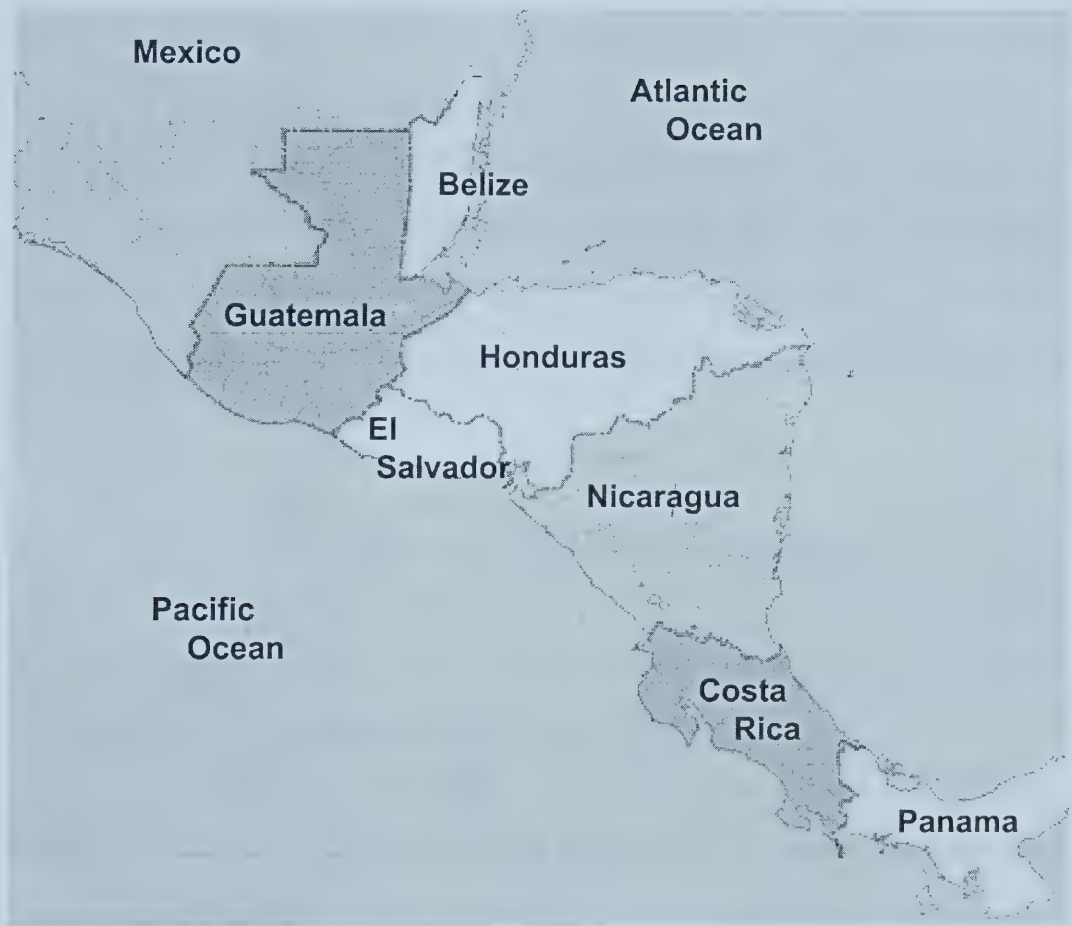 Mexico
Atlantic
Ocean
Belize
Guatemala
Honduras
El
Salvador
Nicaragua
Pacific
Ocean
Costa
Rica
Panama